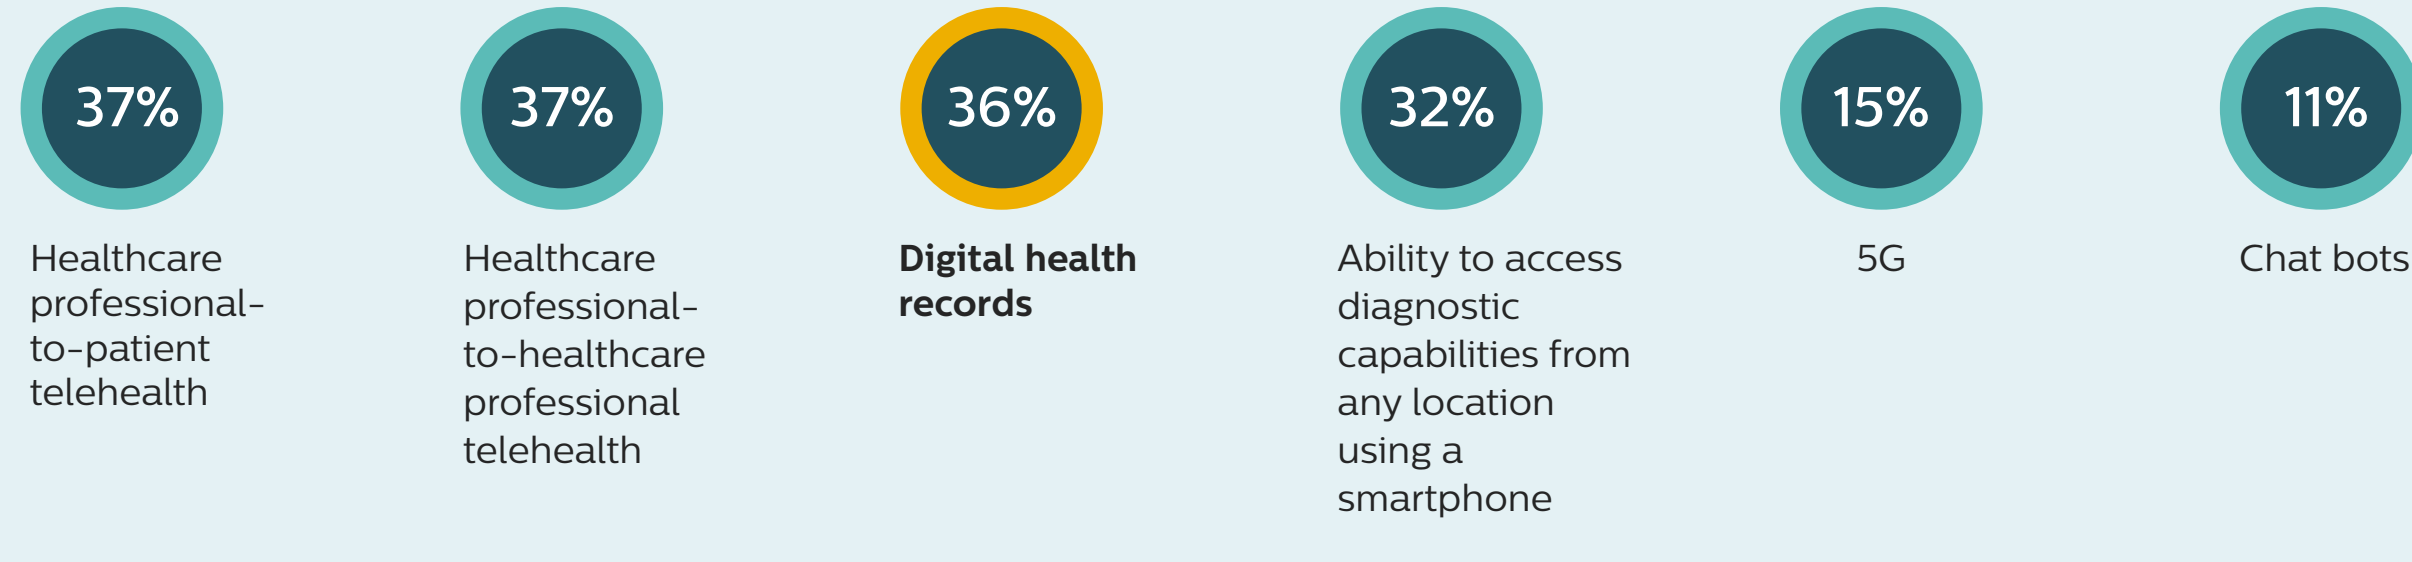 37%
Healthcare
professional-
to-patient
telehealth
37%
Healthcare
professional-
to-healthcare
professional
telehealth
36%
Digital health
records
32%
Ability to access
diagnostic
capabilities from
any location
using a
smartphone
15%
5G
11%
Chat bots